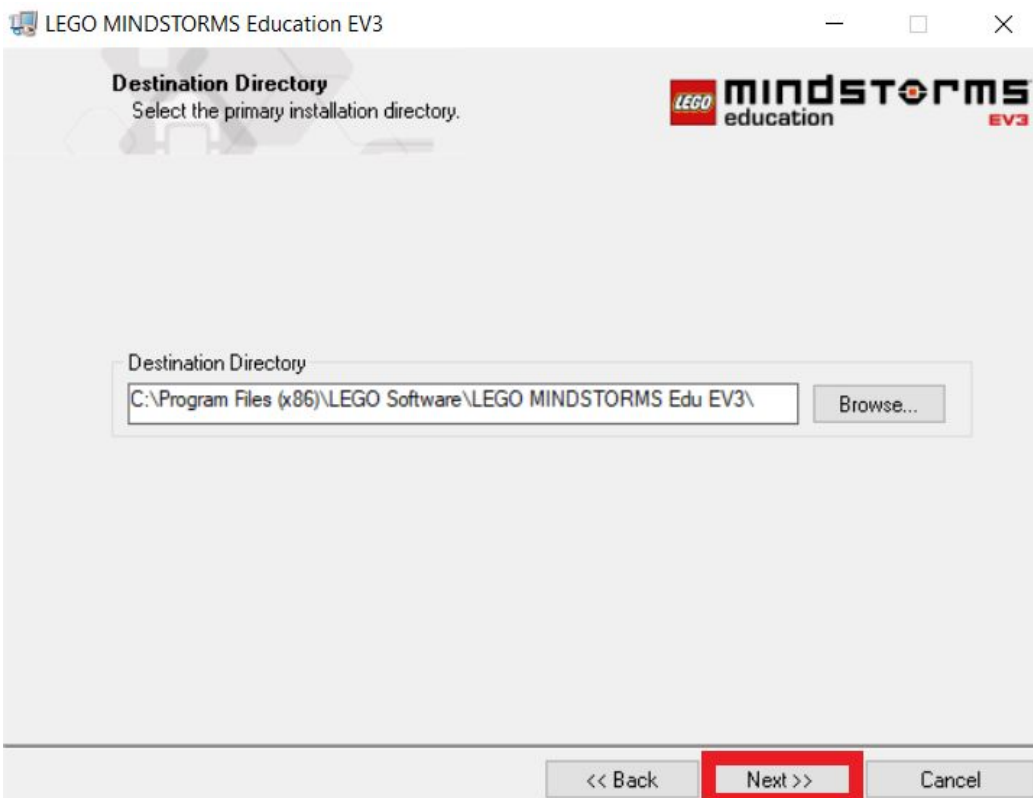 LEGO MINDSTORMS Education EV3
Destination Directory
Select the primary installation directory.
LEGO mindstorms
education
EV3
Destination Directory
C:\Program Files (x86)\LEGO Software\LEGO MINDSTORMS Edu EV3\
Browse...
<< Back
Next >>
Cancel